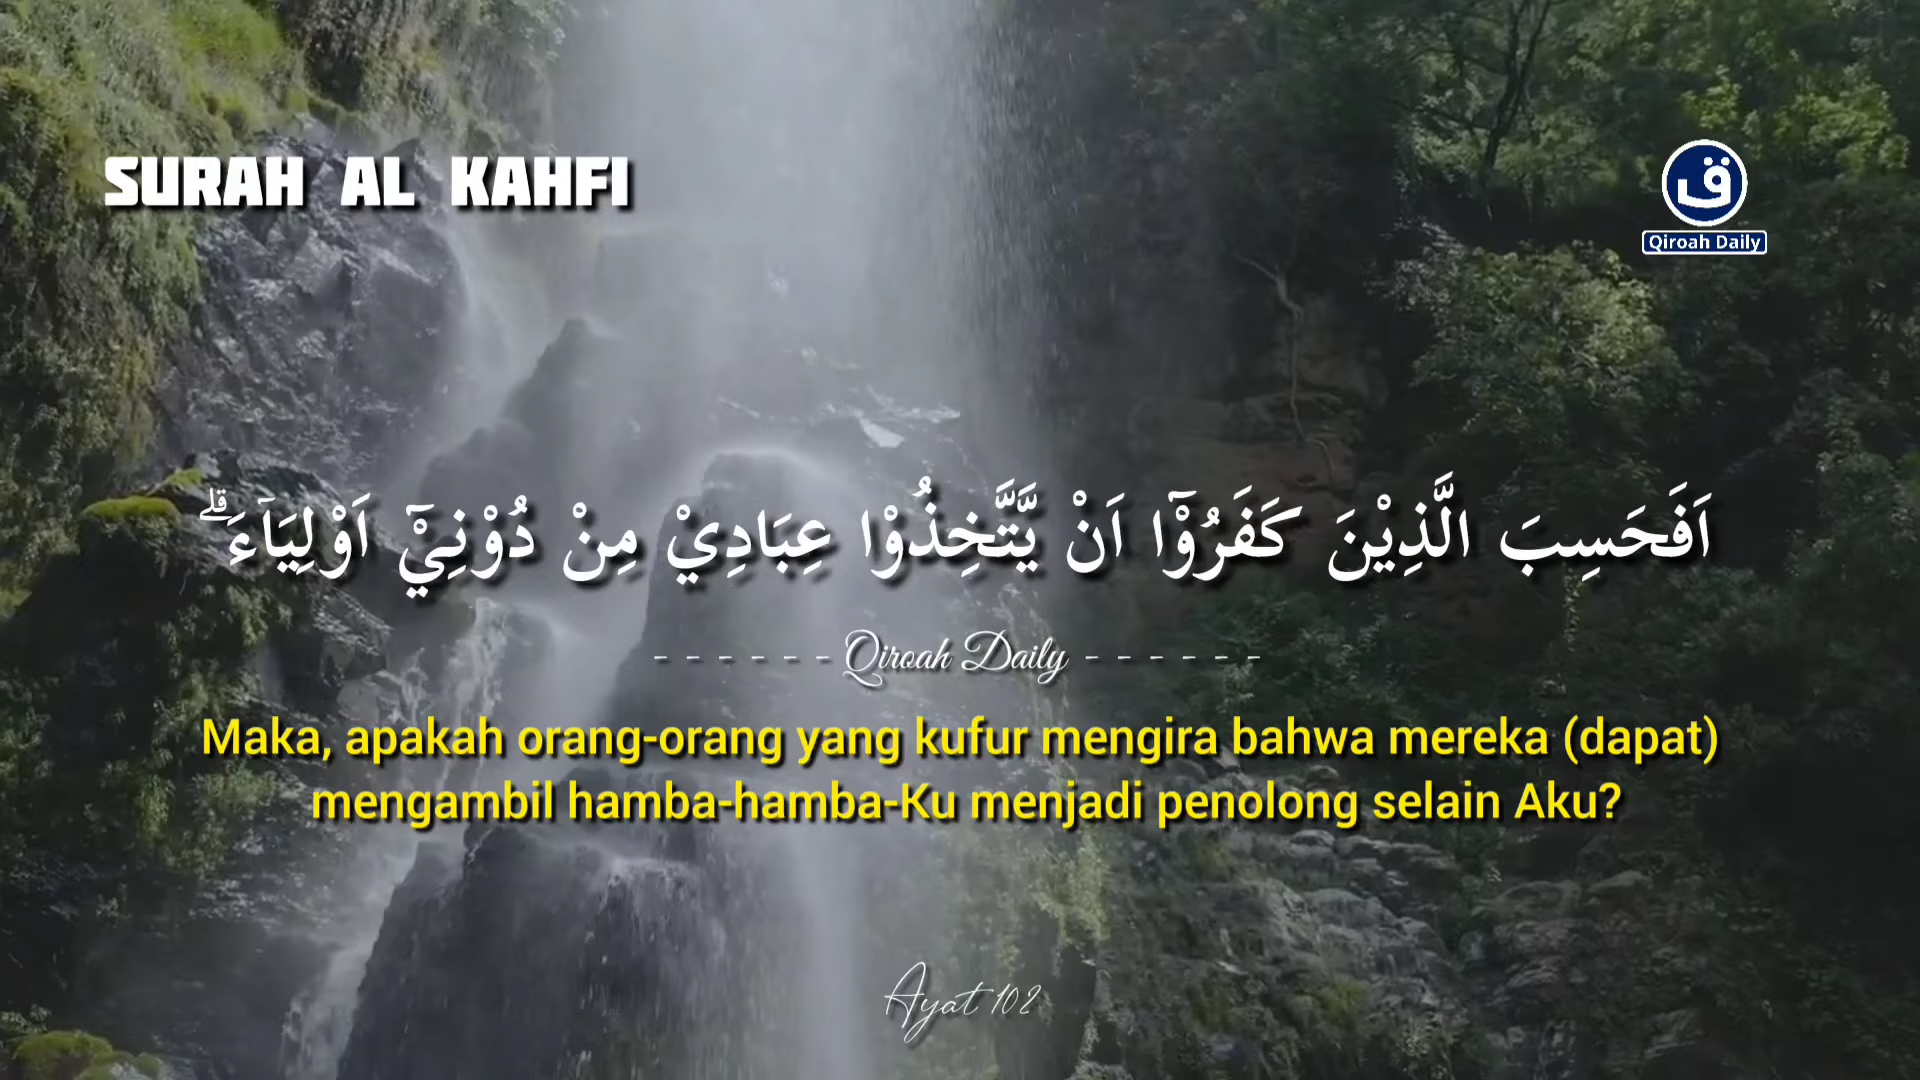 SURAH AL KAHFI
ق
Qiroah Daily
اَفَحَسِبَ الَّذِيْنَ كَفَرُوْٓا اَنْ يَّتَّخِذُوْا عِبَادِيْ مِنْ دُوْنِيْٓ اَوْلِيَاۤءَ ۗ
- - - - - - Qiroah Daily - - - - - -
Maka, apakah orang-orang yang kufur mengira bahwa mereka (dapat)
mengambil hamba-hamba-Ku menjadi penolong selain Aku?
Ayat 102